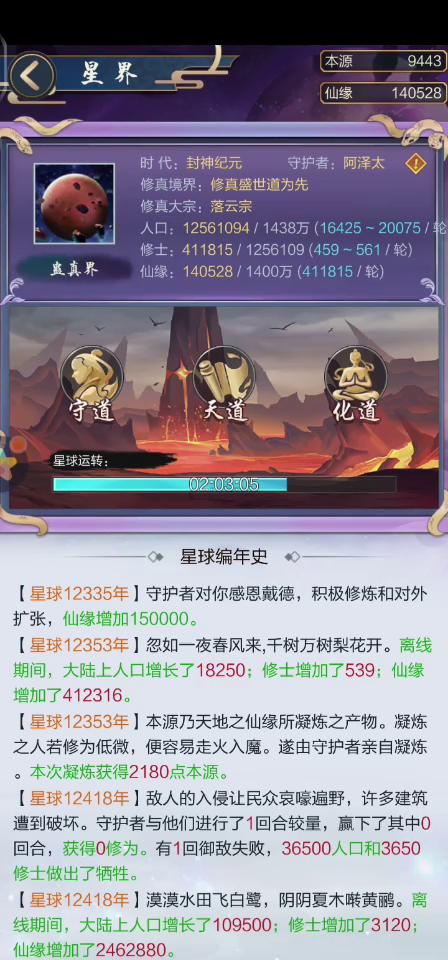 星界
本源 9443
仙缘 140528
时代：封神纪元 守护者：阿泽太
修真境界：修真盛世道为先
修真大宗：落云宗
人口：12561094 / 1438万 (16425 ~ 20075 / 轮
修士：411815 / 1256109 (459 ~ 561 / 轮)
仙缘：140528 / 1400万 (411815 / 轮)
蛊真界
守道 天道 化道
星球运转：
02:03:05
星球编年史
【星球12335年】守护者对你感恩戴德，积极修炼和对外
扩张，仙缘增加150000。
【星球12353年】忽如一夜春风来,千树万树梨花开。离线
期间，大陆上人口增长了18250；修士增加了539；仙缘
增加了412316。
【星球12353年】本源乃天地之仙缘所凝炼之产物。凝炼
之人若修为低微，便容易走火入魔。遂由守护者亲自凝炼
。本次凝炼获得2180点本源。
【星球12418年】敌人的入侵让民众哀嚎遍野，许多建筑
遭到破坏。守护者与他们进行了1回合较量，赢下了其中0
回合，获得0修为。有1回御敌失败，36500人口和3650
修士做出了牺牲。
【星球12418年】漠漠水田飞白鹭，阴阴夏木啭黄鹂。离
线期间，大陆上人口增长了109500；修士增加了3120；
仙缘增加了2462880。